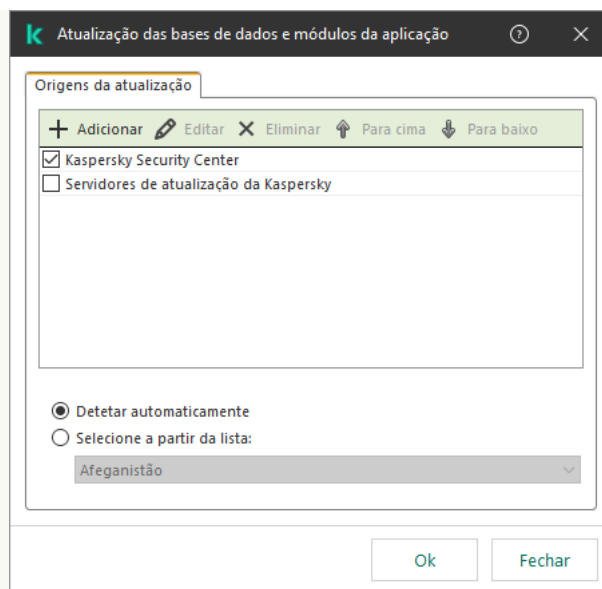 Atualização das bases de dados e módulos da aplicação
Origens da atualização
Adicionar Editar Eliminar Para cima Para baixo
Kaspersky Security Center
Servidores de atualização da Kaspersky
Detetar automaticamente
Selecione a partir da lista:
Afeganistão
Ok Fechar